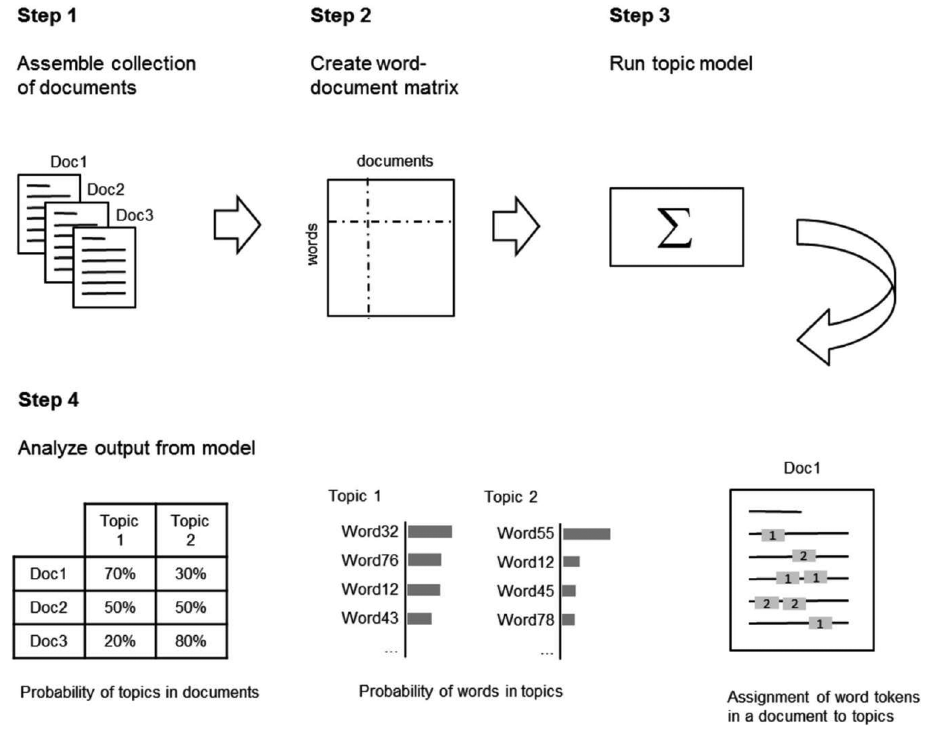 Step 1
Assemble collection
of documents
Doc1
Doc2
Doc3
Step 2
Create word-
document matrix
documents
words
Step 3
Run topic model
Σ
Step 4
Analyze output from model
Topic 1 Topic 2
Doc1 70% 30%
Doc2 50% 50%
Doc3 20% 80%
Probability of topics in documents
Topic 1
Word32
Word76
Word12
Word43
...
Topic 2
Word55
Word12
Word45
Word78
...
Probability of words in topics
Doc1
1
2
1 1
2 2
1
Assignment of word tokens
in a document to topics